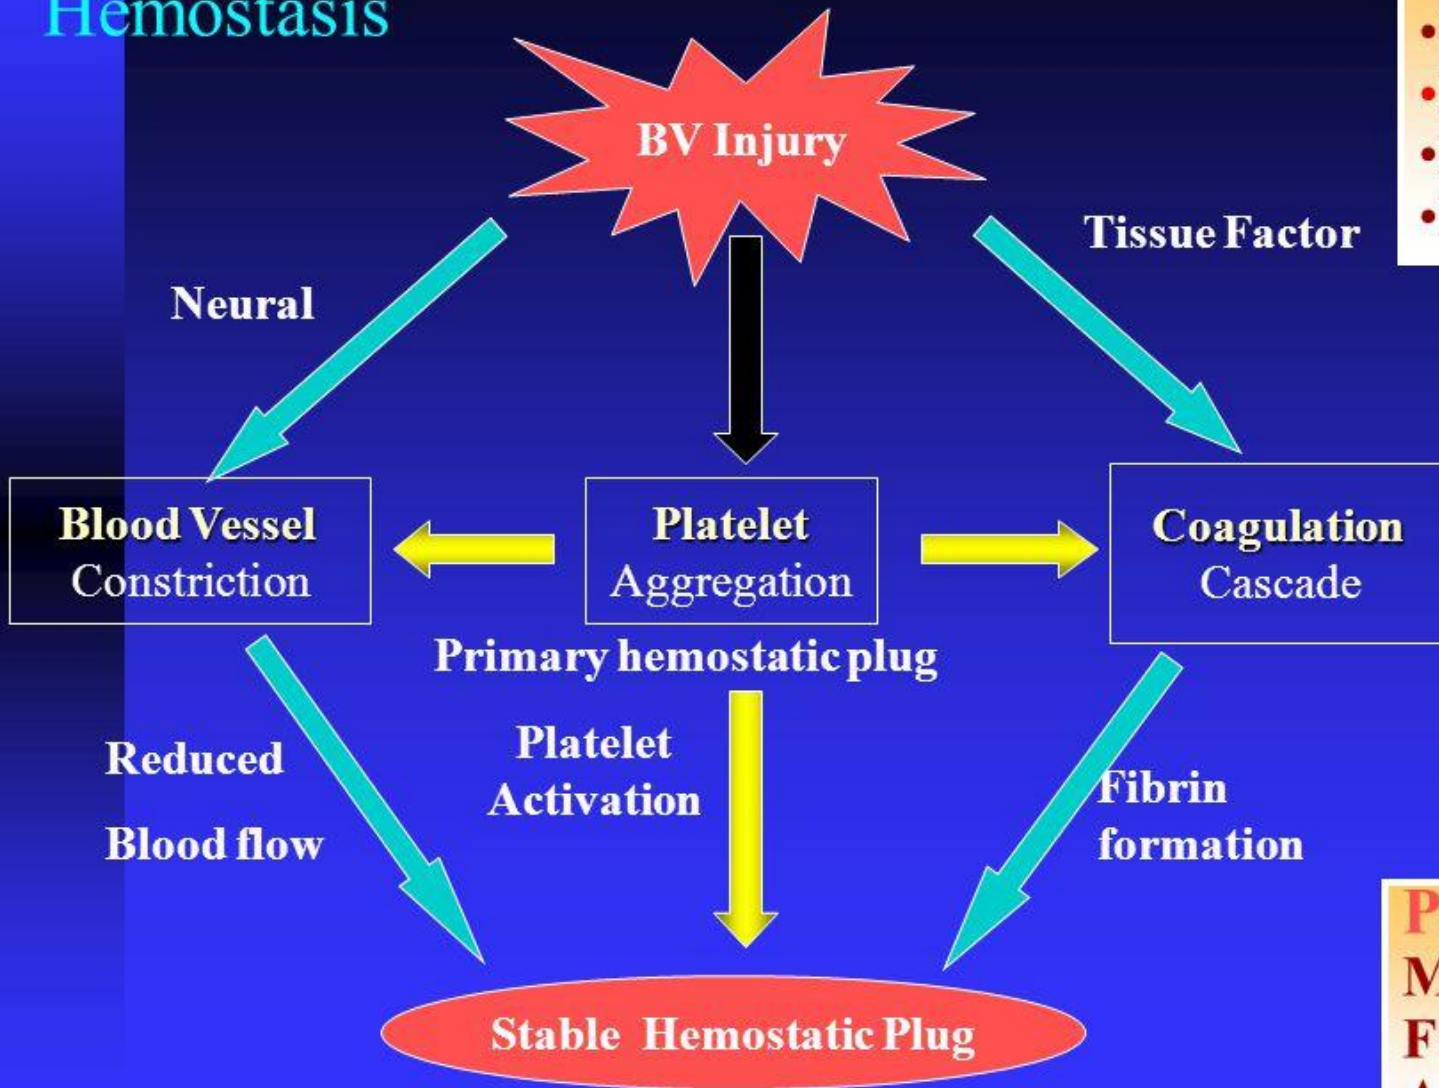 Hemostasis
BV Injury
Tissue Factor
Neural
Blood Vessel
Constriction
Platelet
Aggregation
Coagulation
Cascade
Primary hemostatic plug
Platelet
Activation
Reduced
Blood flow
Fibrin
formation
Stable Hemostatic Plug
P
M
F